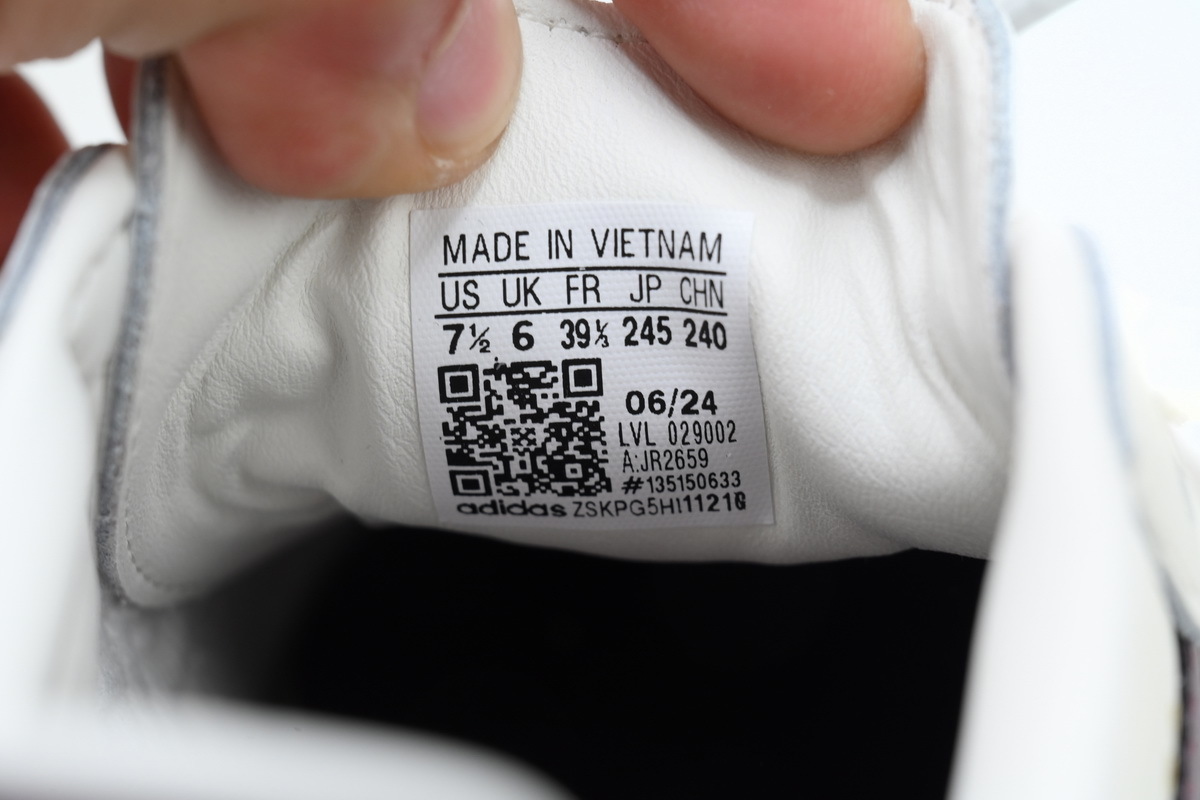 MADE IN VIETNAM
US UK FR JP CHN
7½ 6 39⅓ 245 240
06/24
LVL 029002
A:JR2659
#135150633
adidas ZSKPG5HI1121G